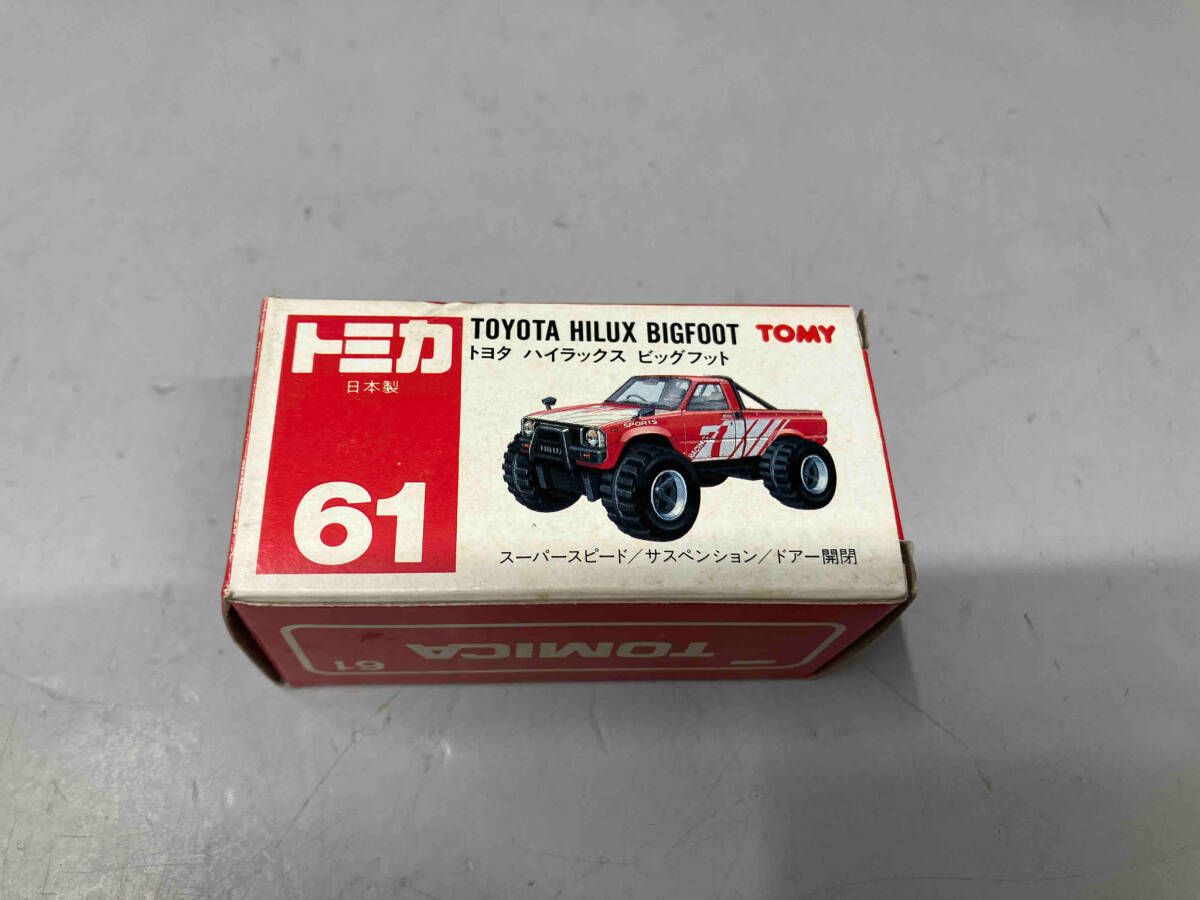 トミカ
日本製
61
TOYOTA HILUX BIGFOOT TOMY
トヨタ ハイラックス ビッグフット
SPORTS
71
スーパースピード/サスペンション/ドアー開閉
TOMICA
61